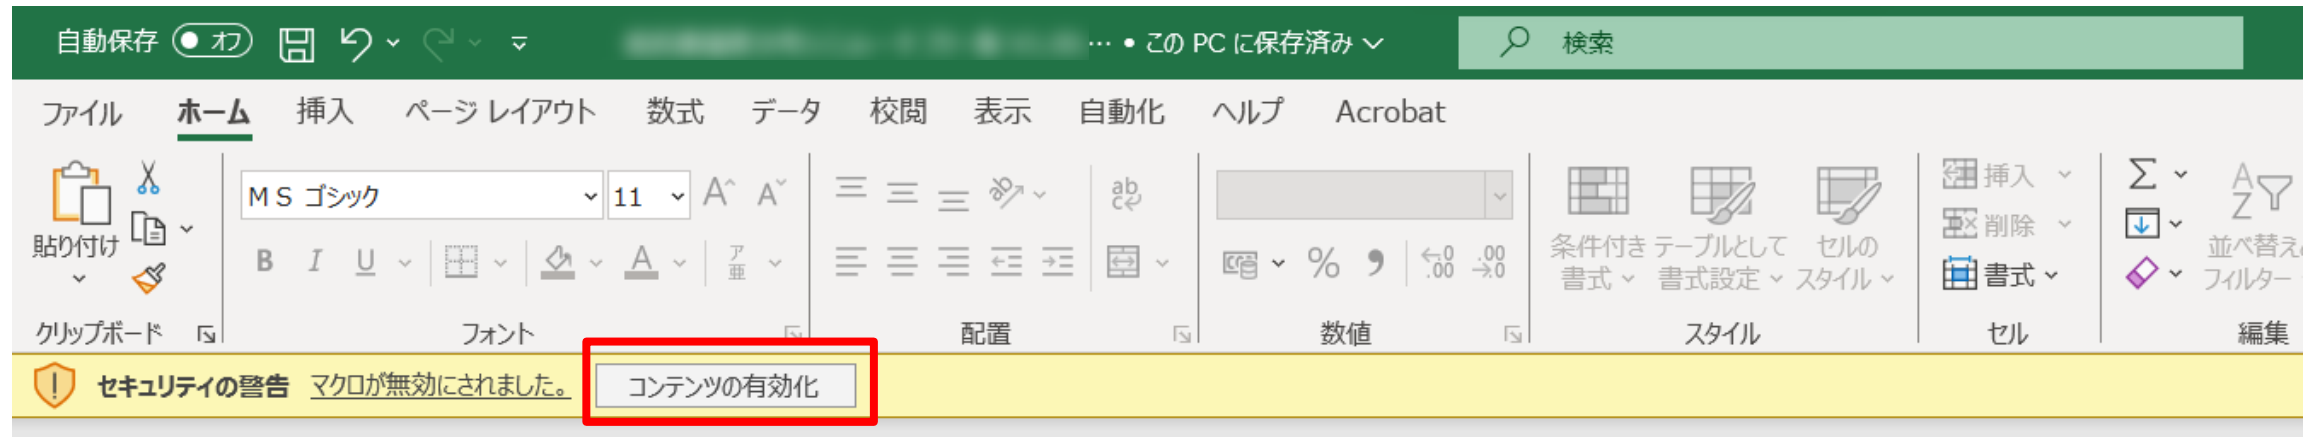 自動保存 オフ … • この PC に保存済み 検索
ファイル ホーム 挿入 ページ レイアウト 数式 データ 校閲 表示 自動化 ヘルプ Acrobat
貼り付け
ＭＳ ゴシック 11 A A
B I U A ア亜
クリップボード
フォント
ab
配置
% 9 .00 .00
数値
条件付き書式 テーブルとして書式設定 セルのスタイル
スタイル
挿入
削除
書式
セル
Σ
AZ
並べ替え
フィルター
編集
セキュリティの警告 マクロが無効にされました。 コンテンツの有効化